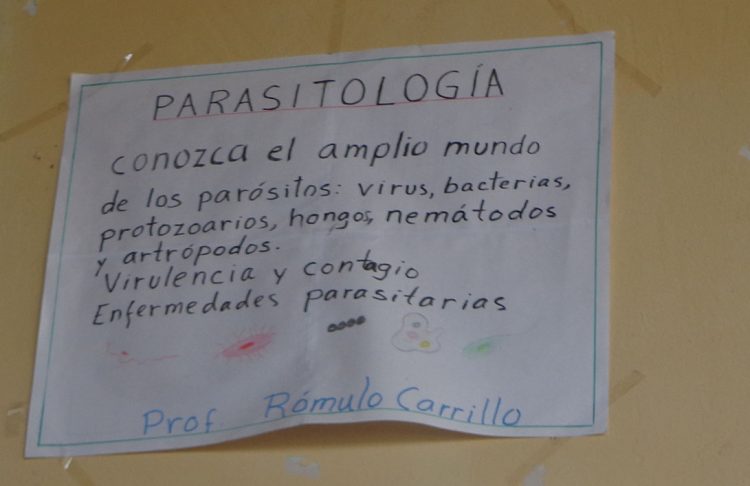 PARASITOLOGÍA
conozca el amplio mundo
de los parósitos: virus, bacterias,
protozoarios, hongos, nemátodos
y artrópodos.
Virulencia y contagio
Enfermedades parasitarias
Prof. Rómulo Carrillo